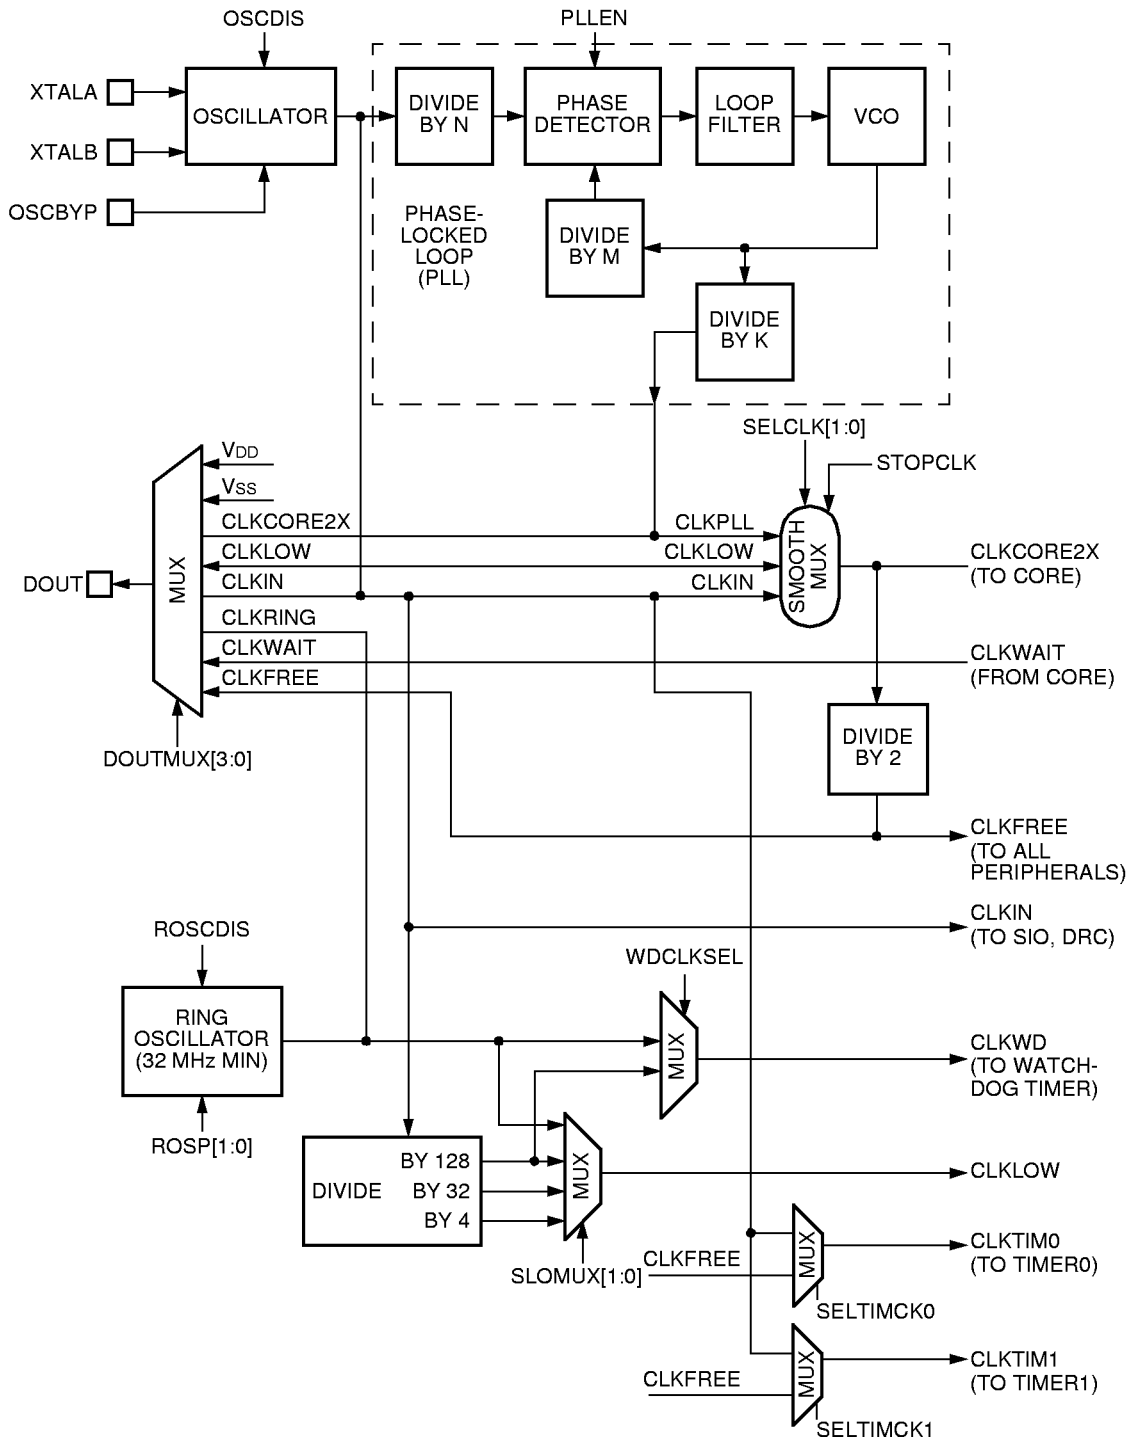 OSCDIS
PLLEN
XTALA
XTALB
OSCBYP
OSCILLATOR
DIVIDE
BY N
PHASE
DETECTOR
LOOP
FILTER
VCO
PHASE-
LOCKED
LOOP
(PLL)
DIVIDE
BY M
DIVIDE
BY K
SELCLK[1:0]
STOPCLK
VDD
VSS
CLKCORE2X
CLKLOW
CLKIN
CLKRING
CLKWAIT
CLKFREE
MUX
DOUT
DOUTMUX[3:0]
CLKPLL
CLKLOW
CLKIN
SMOOTH
MUX
CLKCORE2X
(TO CORE)
CLKWAIT
(FROM CORE)
DIVIDE
BY 2
CLKFREE
(TO ALL
PERIPHERALS)
CLKIN
(TO SIO, DRC)
ROSCDIS
RING
OSCILLATOR
(32 MHz MIN)
ROSP[1:0]
WDCLKSEL
MUX
CLKWD
(TO WATCH-
DOG TIMER)
DIVIDE
BY 128
BY 32
BY 4
MUX
SLOMUX[1:0]
CLKLOW
CLKFREE
MUX
CLKTIM0
(TO TIMER0)
SELTIMCK0
CLKFREE
MUX
CLKTIM1
(TO TIMER1)
SELTIMCK1